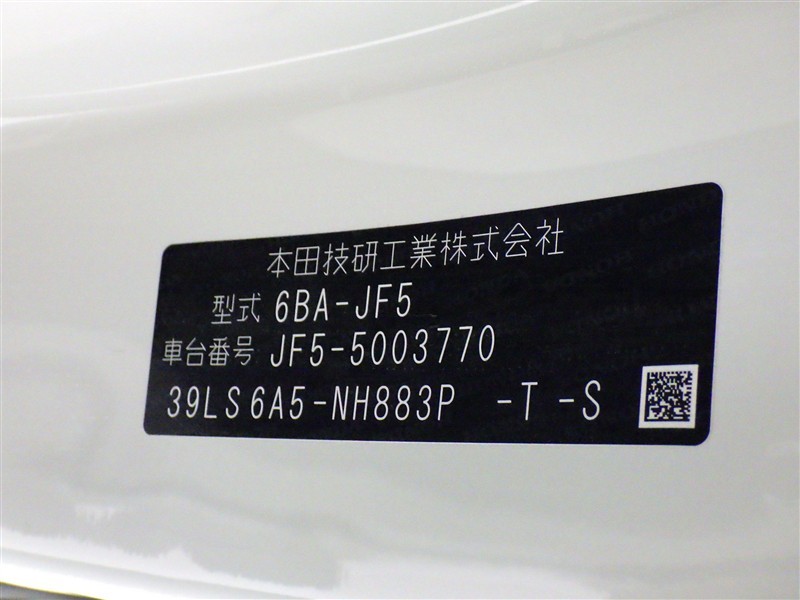 本田技研工業株式会社
型式 6BA-JF5
車台番号 JF5-5003770
39LS6A5-NH883P -T -S